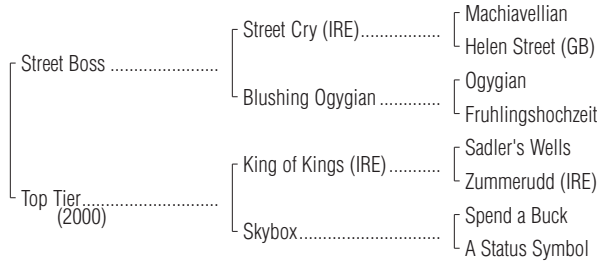 Machiavellian
Street Cry (IRE)..................
Helen Street (GB)
Street Boss ........................
Ogygian
Blushing Ogygian ..............
Fruhlingshochzeit
Sadler's Wells
King of Kings (IRE)............
Zummerudd (IRE)
Top Tier..............................
(2000)
Spend a Buck
Skybox................................
A Status Symbol